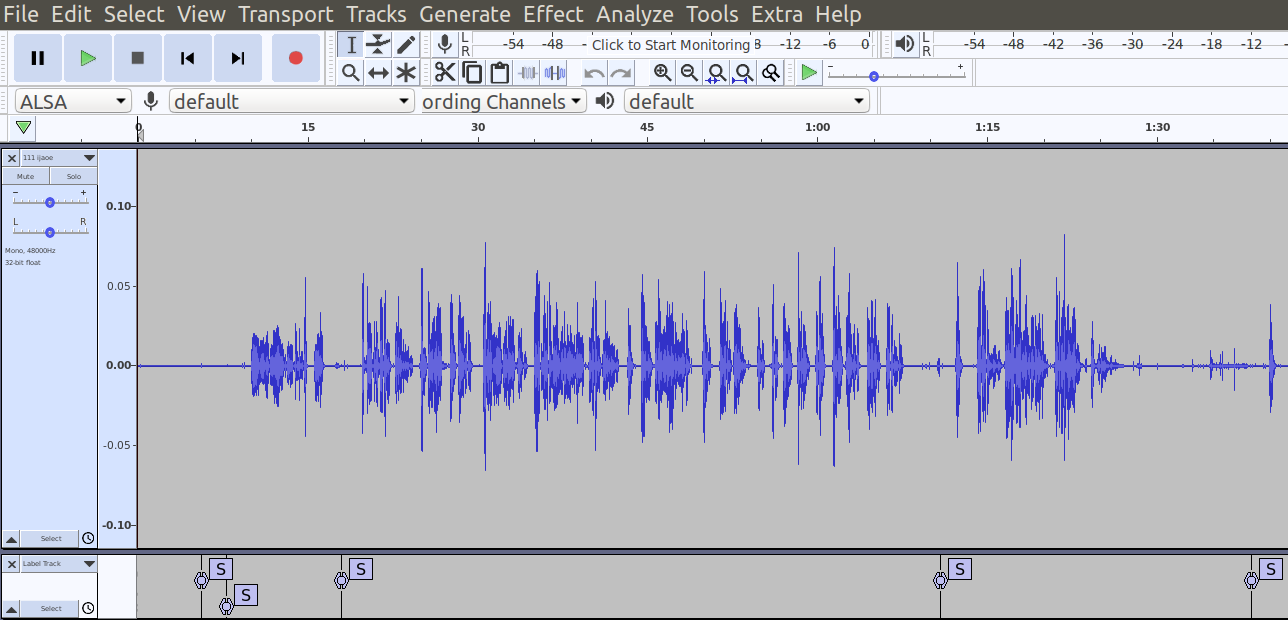 File Edit Select View Transport Tracks Generate Effect Analyze Tools Extra Help
L -54 -48 - Click to Start Monitoring 8 -12 -6 0 L -54 -48 -42 -36 -30 -24 -18 -12
R R
- +
ALSA default ording Channels default
0 15 30 45 1:00 1:15 1:30
111 ijaoe
Mute Solo
- +
L R
Mono, 48000Hz
32-bit float
0.10
0.05
0.00
-0.05
-0.10
Select
Label Track
S S S S
S
Select